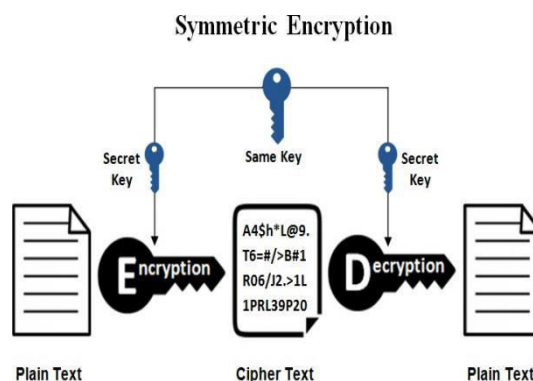 Symmetric Encryption
Secret
Key
Same Key
Secret
Key
Encryption
A4$h*L@9.
T6=#/>B#1
R06/J2.>1L
1PRL39P20
Decryption
Plain Text
Cipher Text
Plain Text